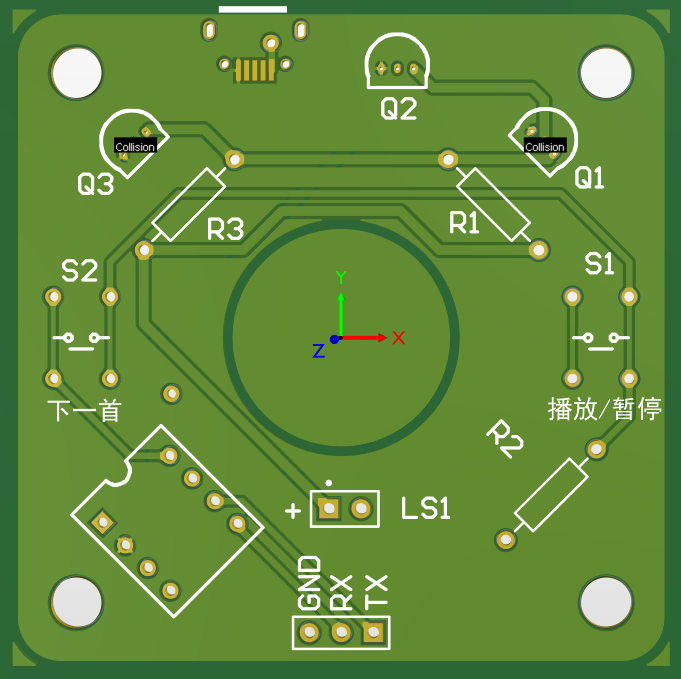 Q2
Collision
Collision
Q3
Q1
R3
R1
S2
S1
Y
X
Z
下一首
播放/暂停
R2
+
LS1
GND
RX
TX